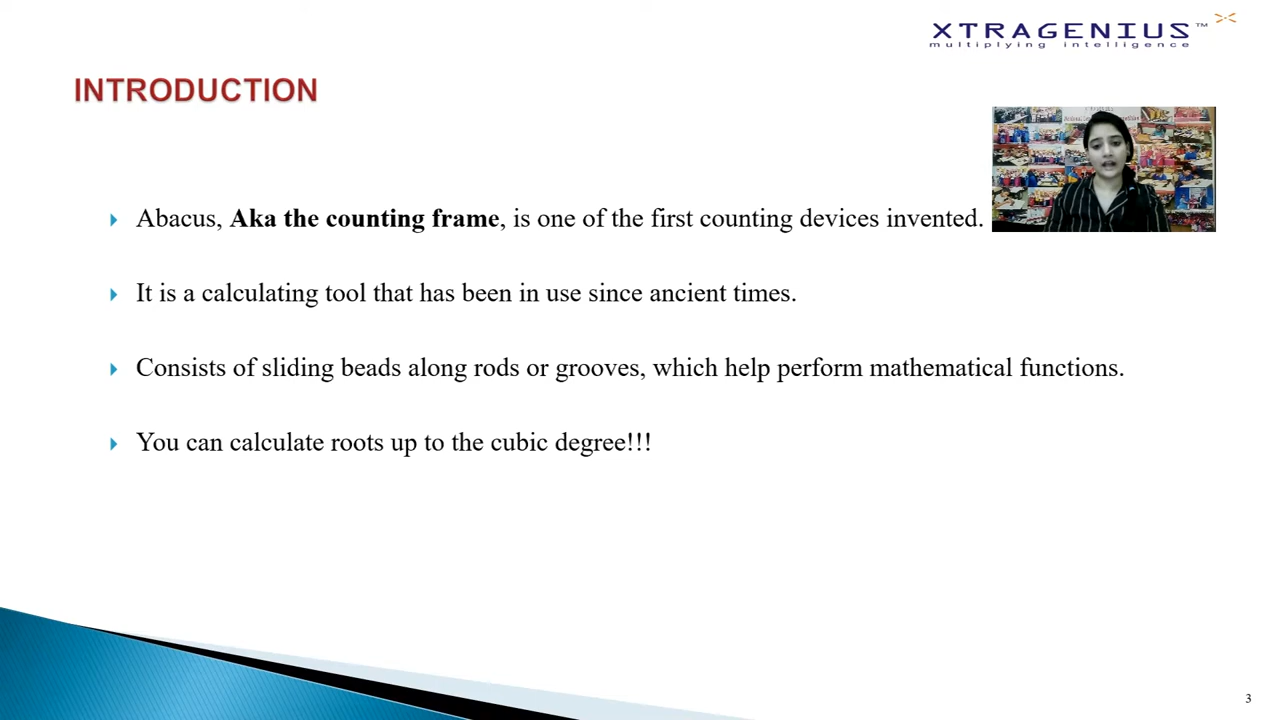 XTRAGENIUS™
multiplying intelligence
INTRODUCTION
Abacus, Aka the counting frame, is one of the first counting devices invented.
It is a calculating tool that has been in use since ancient times.
Consists of sliding beads along rods or grooves, which help perform mathematical functions.
You can calculate roots up to the cubic degree!!!
3